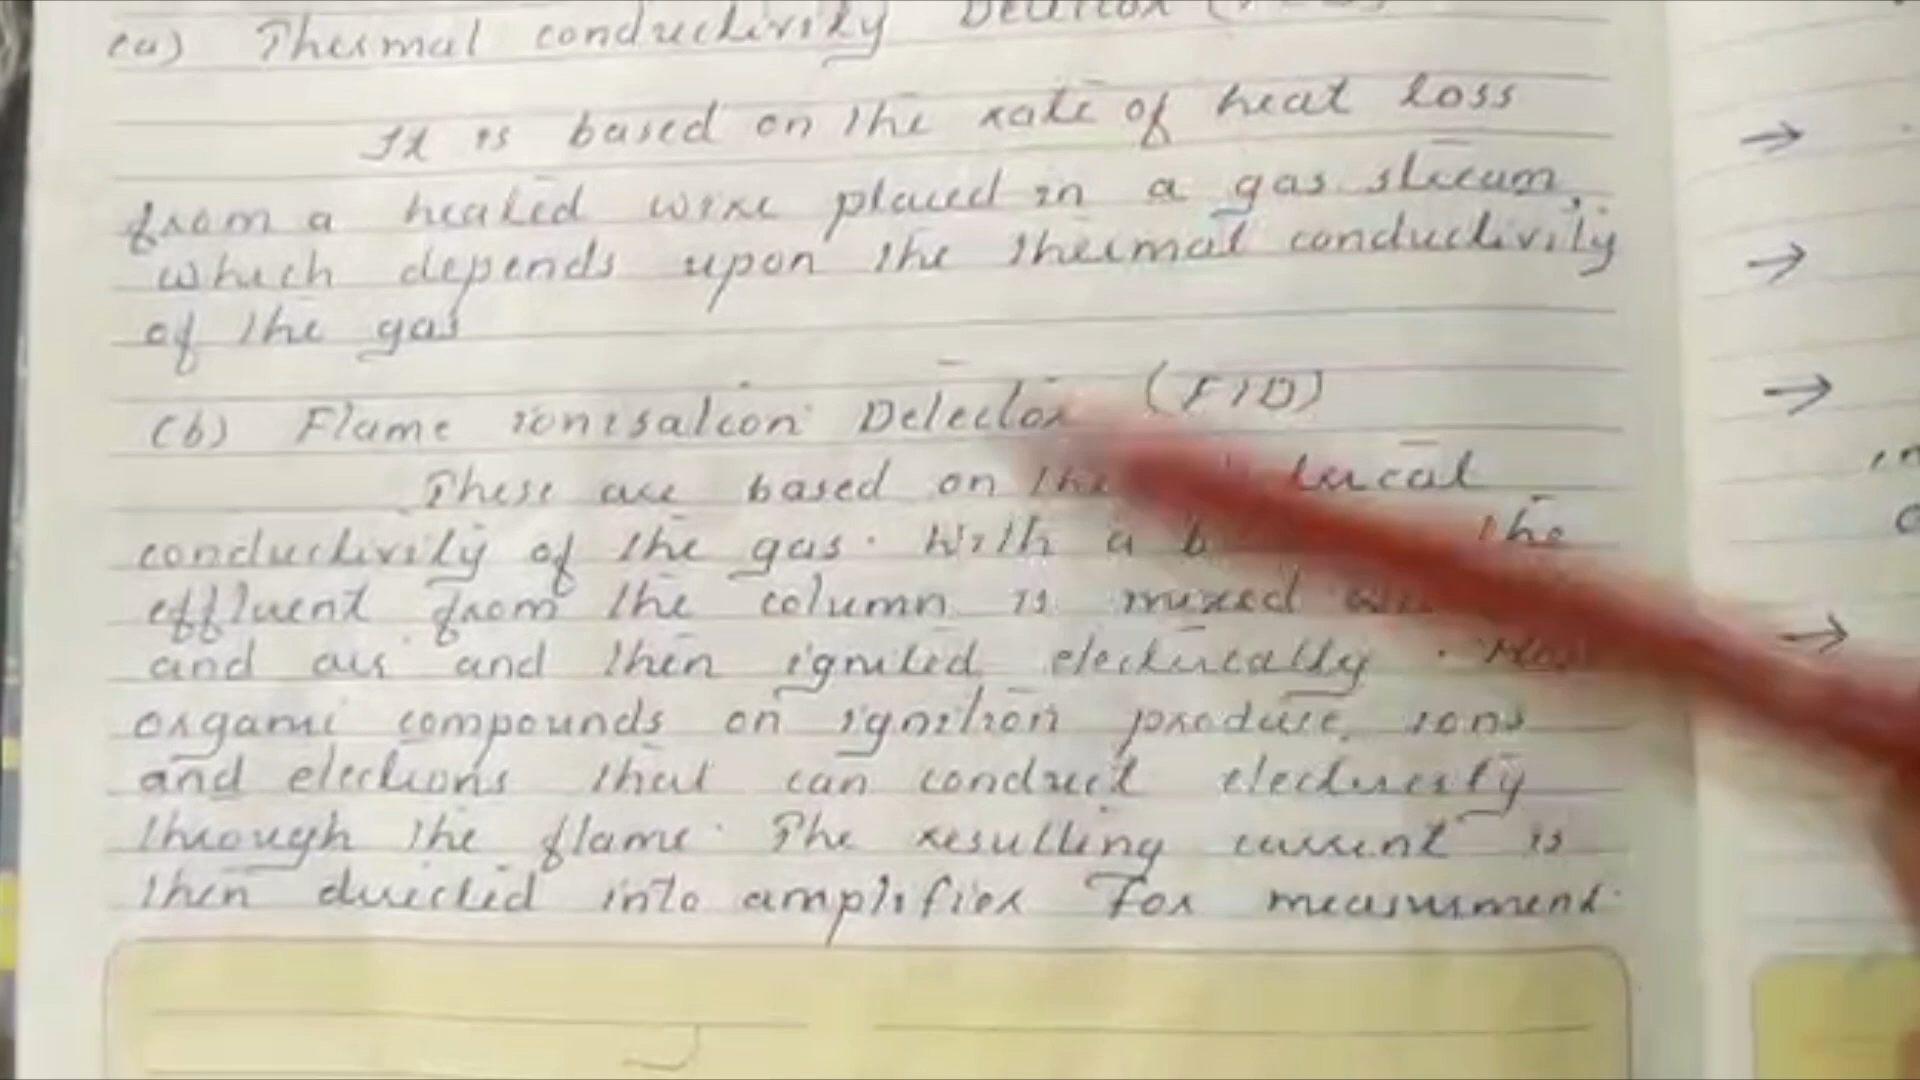 (a) Thermal conductivity Detector
It is based on the rate of heat loss
from a heated wire placed in a gas stream,
which depends upon the thermal conductivity
of the gas
(b) Flame ionisation Detector (FID)
These are based on the
conductivity of the gas. With a the
effluent from the column is mixed
and air and then ignited electrically.
organi compounds on ignition produce ions
and electrons that can conduct electricity
through the flame. The resulting current is
then directed into amplifier For measurment.
→
→
→
→